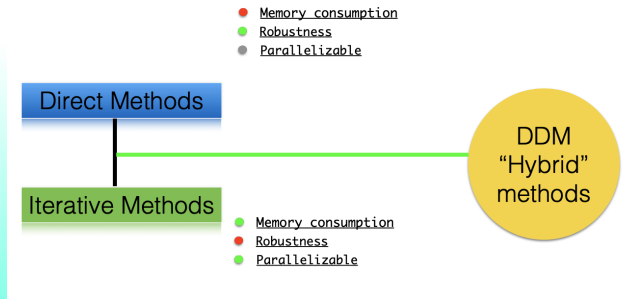 Memory consumption
Robustness
Parallelizable
Direct Methods
DDM
“Hybrid”
methods
Iterative Methods
Memory consumption
Robustness
Parallelizable